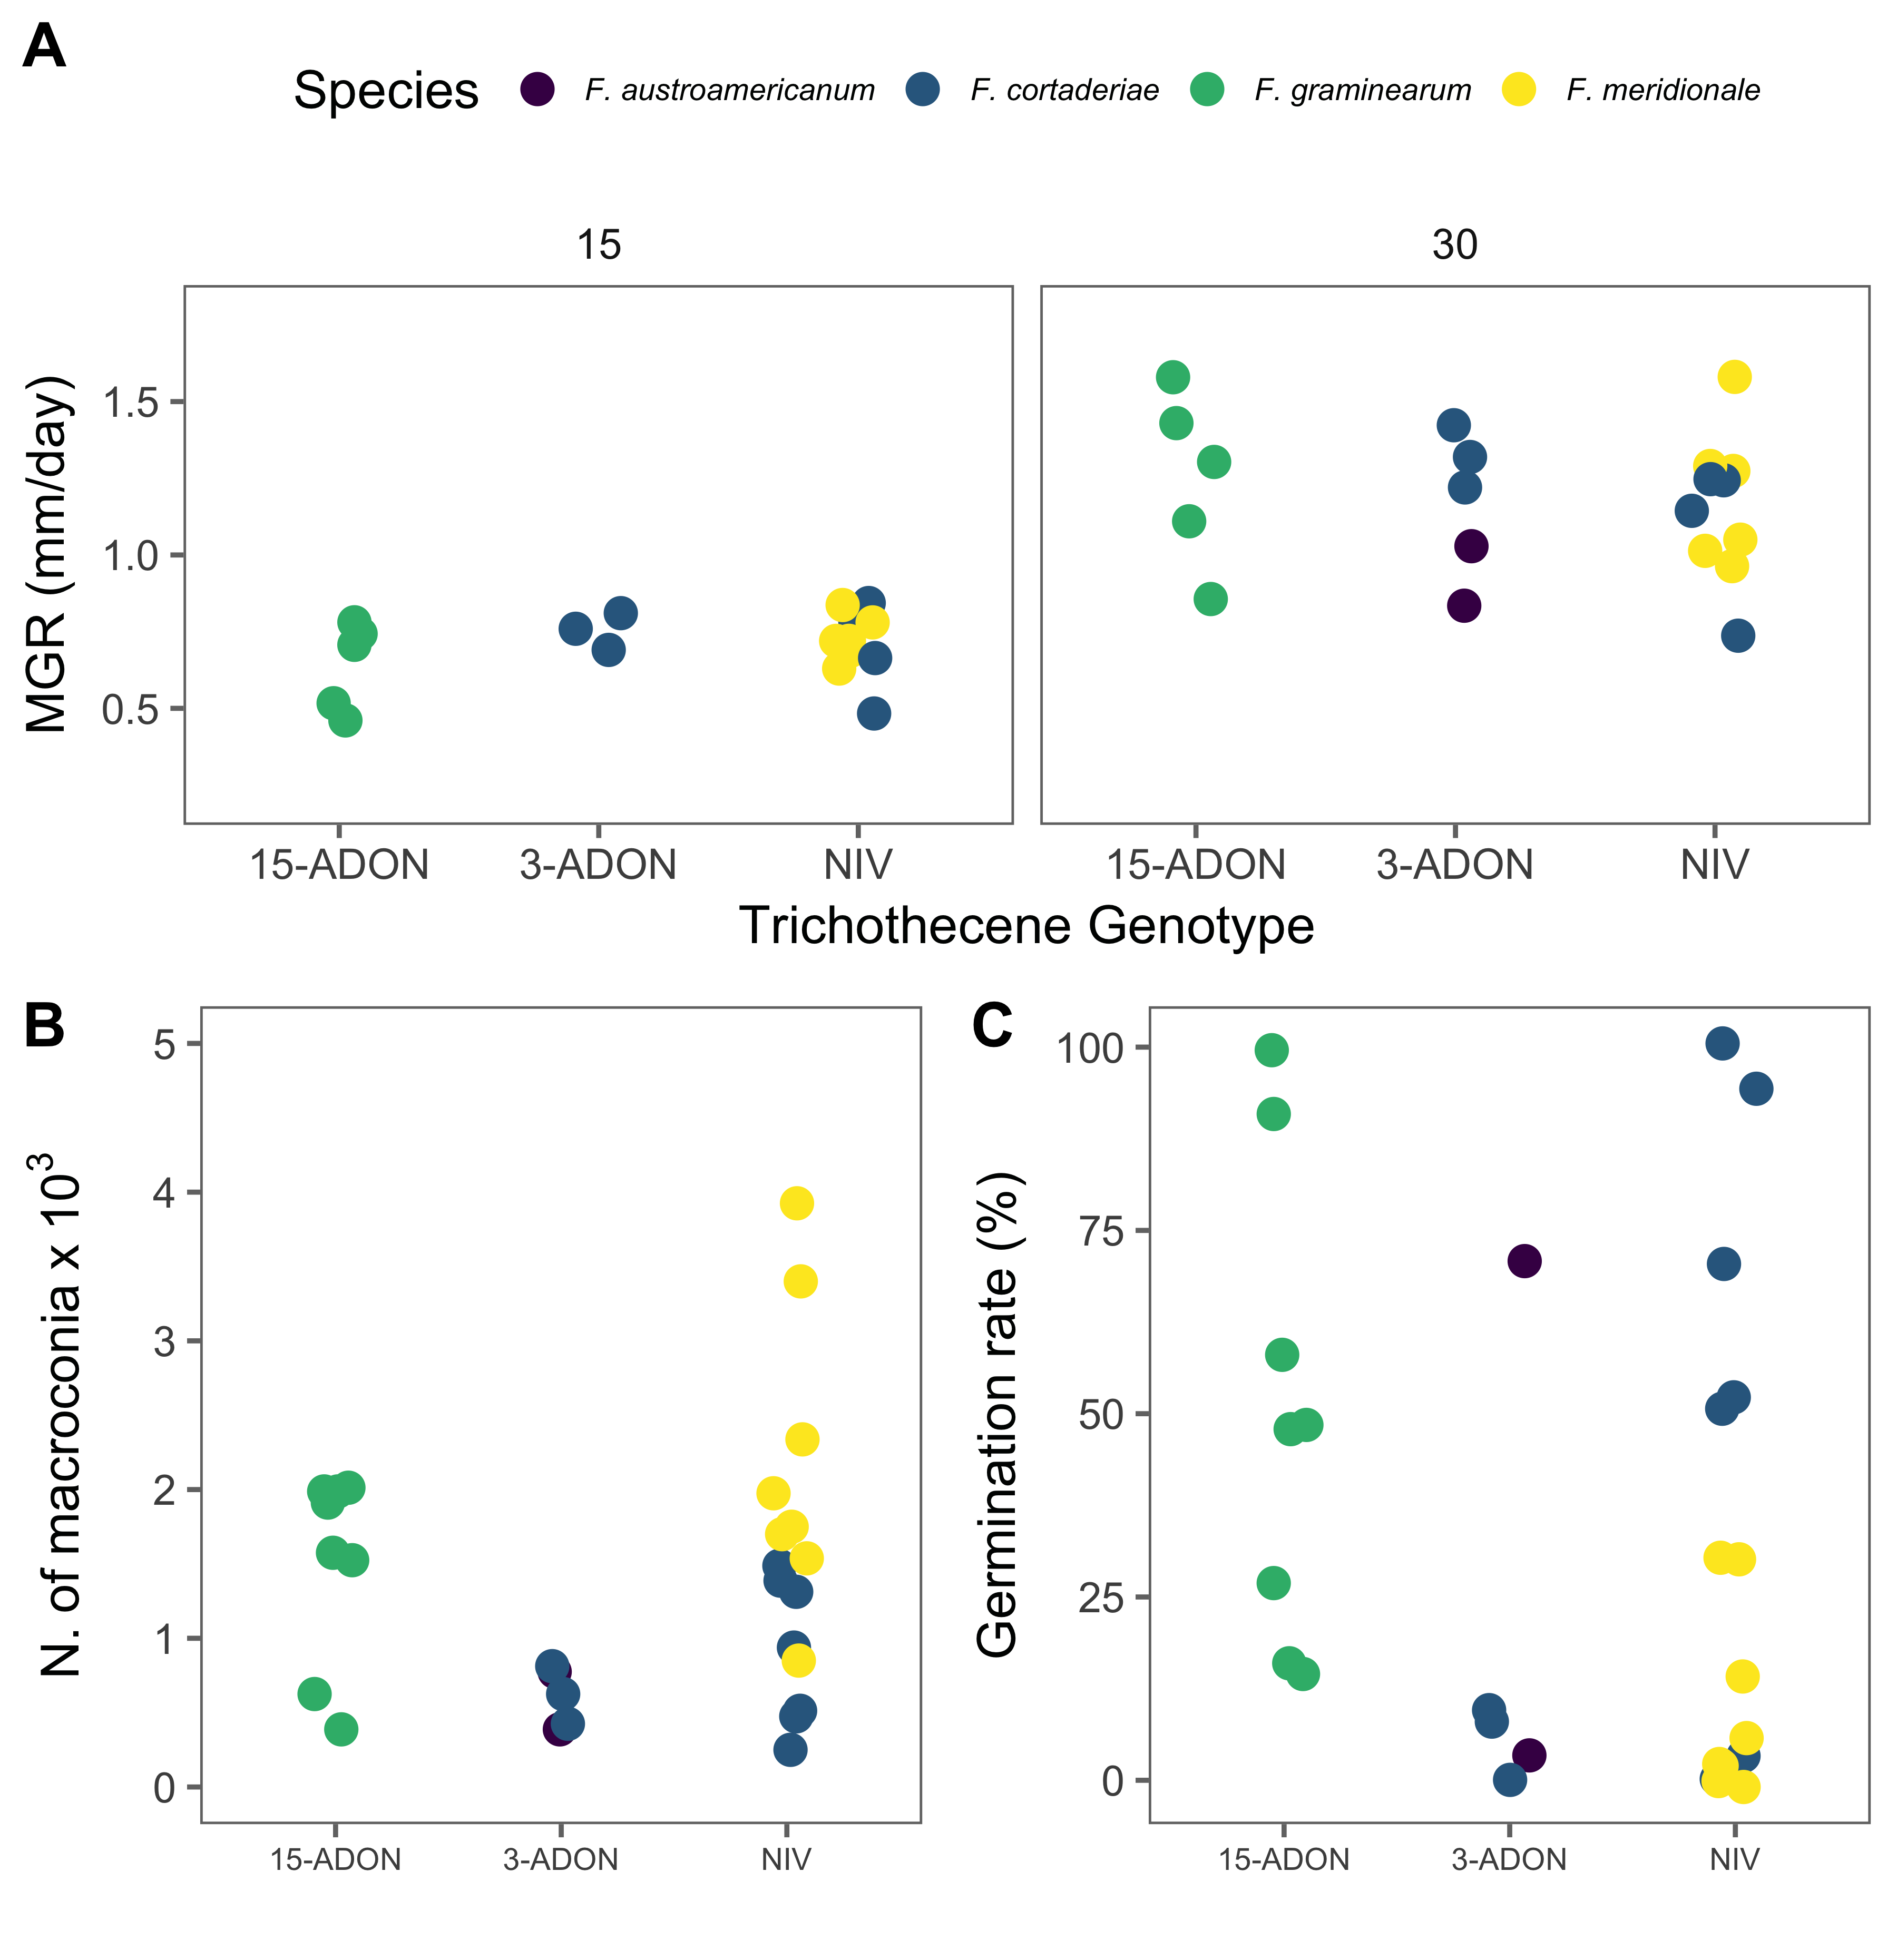 A
Species F. austroamericanum F. cortaderiae F. graminearum F. meridionale
15 30
MGR (mm/day)
1.5
1.0
0.5
15-ADON 3-ADON NIV 15-ADON 3-ADON NIV
Trichothecene Genotype
B
N. of macroconia x 10³
5
4
3
2
1
0
15-ADON 3-ADON NIV
C
Germination rate (%)
100
75
50
25
0
15-ADON 3-ADON NIV